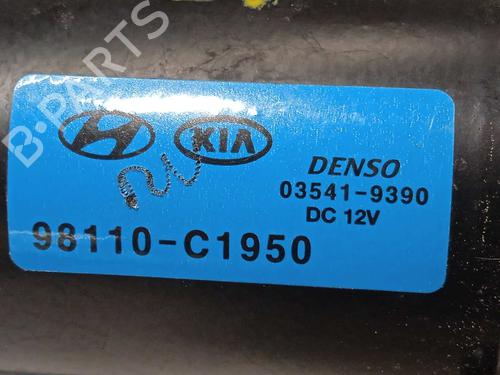 B-PARTS
KIA
DENSO
03541-9390
DC 12V
98110-C1950